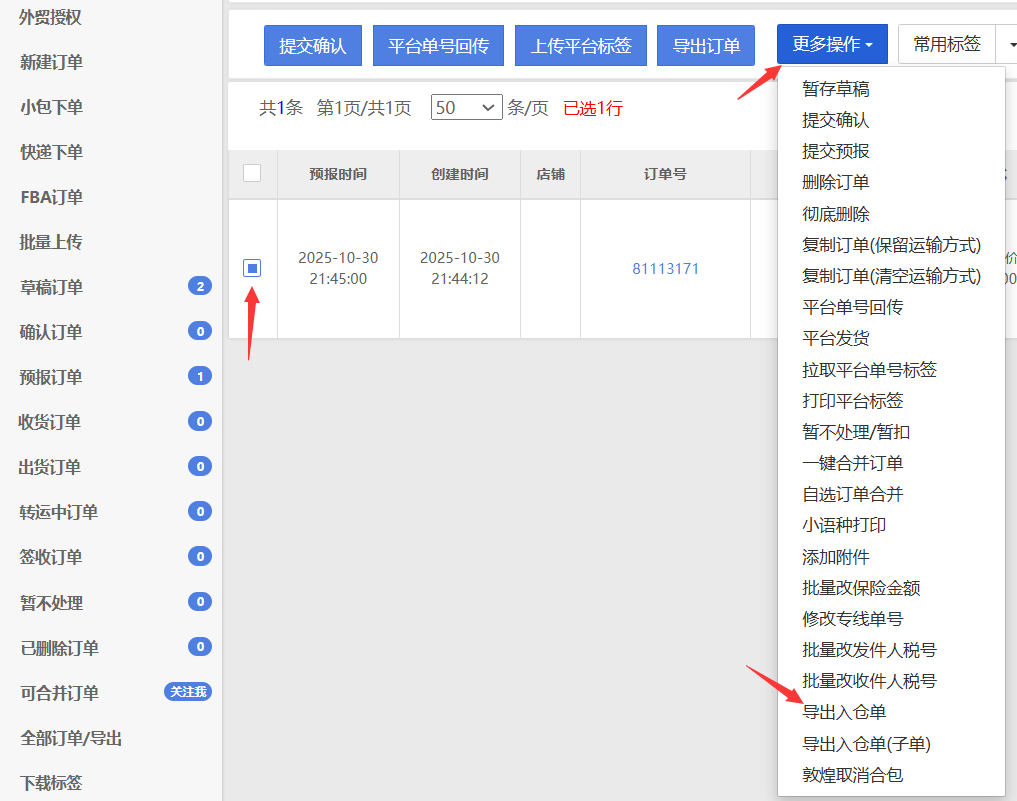 外贸授权
新建订单
小包下单
快递下单
FBA订单
批量上传
草稿订单 2
确认订单 0
预报订单 1
收货订单 0
出货订单 0
转运中订单 0
签收订单 0
暂不处理 0
已删除订单 0
可合并订单 关注我
全部订单/导出
下载标签
提交确认 平台单号回传 上传平台标签 导出订单 更多操作 常用标签
共1条 第1页/共1页 50 条/页 已选1行
预报时间 创建时间 店铺 订单号
2025-10-30 2025-10-30
21:45:00 21:44:12
81113171
价
00
暂存草稿
提交确认
提交预报
删除订单
彻底删除
复制订单(保留运输方式)
复制订单(清空运输方式)
平台单号回传
平台发货
拉取平台单号标签
打印平台标签
暂不处理/暂扣
一键合并订单
自选订单合并
小语种打印
添加附件
批量改保险金额
修改专线单号
批量改发件人税号
批量改收件人税号
导出入仓单
导出入仓单(子单)
敦煌取消合包